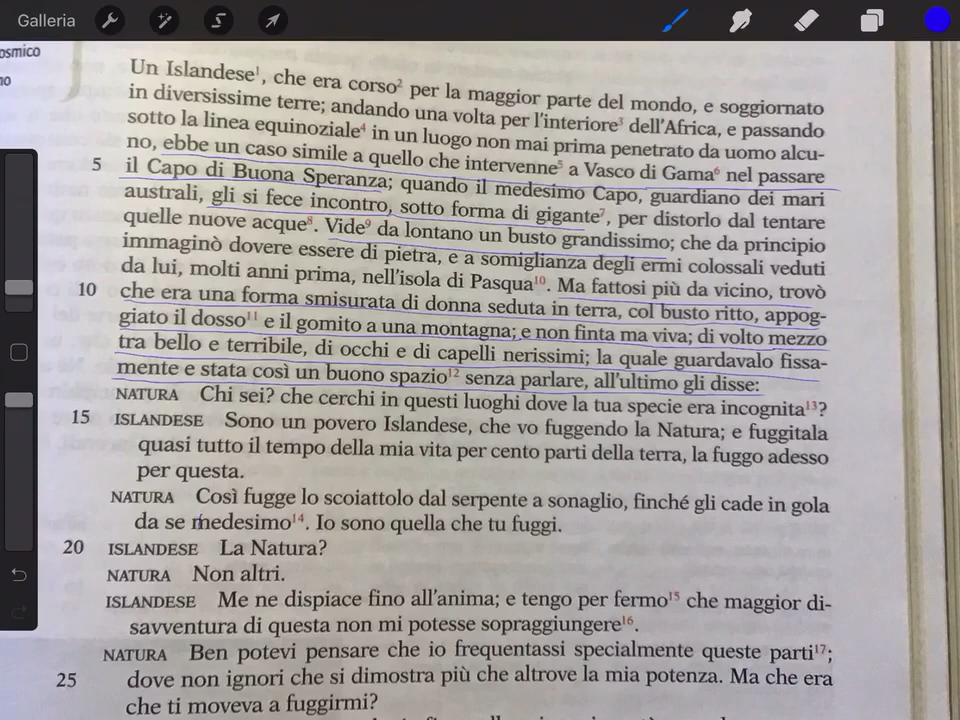 Galleria
osmico
no
Un Islandese¹, che era corso² per la maggior parte del mondo, e soggiornato
in diversissime terre; andando una volta per l'interiore³ dell'Africa, e passando
sotto la linea equinoziale⁴ in un luogo non mai prima penetrato da uomo alcu-
no, ebbe un caso simile a quello che intervenne⁵ a Vasco di Gama⁶ nel passare
5 il Capo di Buona Speranza; quando il medesimo Capo, guardiano dei mari
australi, gli si fece incontro, sotto forma di gigante⁷, per distorlo dal tentare
quelle nuove acque⁸. Vide⁹ da lontano un busto grandissimo; che da principio
immaginò dovere essere di pietra, e a somiglianza degli ermi colossali veduti
da lui, molti anni prima, nell'isola di Pasqua¹⁰. Ma fattosi più da vicino, trovò
10 che era una forma smisurata di donna seduta in terra, col busto ritto, appog-
giato il dosso¹¹ e il gomito a una montagna; e non finta ma viva; di volto mezzo
tra bello e terribile, di occhi e di capelli nerissimi; la quale guardavalo fissa-
mente e stata così un buono spazio¹² senza parlare, all'ultimo gli disse:
NATURA Chi sei? che cerchi in questi luoghi dove la tua specie era incognita¹³?
15 ISLANDESE Sono un povero Islandese, che vo fuggendo la Natura; e fuggitala
quasi tutto il tempo della mia vita per cento parti della terra, la fuggo adesso
per questa.
NATURA Così fugge lo scoiattolo dal serpente a sonaglio, finché gli cade in gola
da se medesimo¹⁴. Io sono quella che tu fuggi.
20 ISLANDESE La Natura?
NATURA Non altri.
ISLANDESE Me ne dispiace fino all'anima; e tengo per fermo¹⁵ che maggior di-
savventura di questa non mi potesse sopraggiungere¹⁶.
NATURA Ben potevi pensare che io frequentassi specialmente queste parti¹⁷;
25 dove non ignori che si dimostra più che altrove la mia potenza. Ma che era
che ti moveva a fuggirmi?